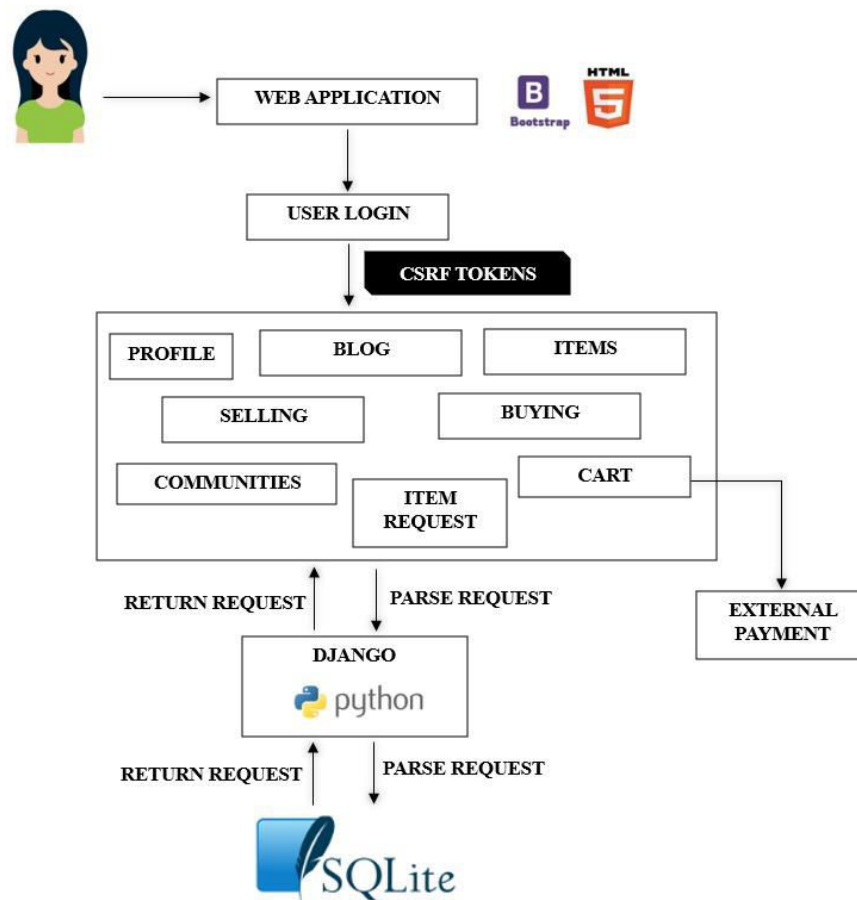 WEB APPLICATION
B
Bootstrap
HTML
5
USER LOGIN
CSRF TOKENS
PROFILE
BLOG
ITEMS
SELLING
BUYING
COMMUNITIES
ITEM
REQUEST
CART
RETURN REQUEST
PARSE REQUEST
EXTERNAL
PAYMENT
DJANGO
python
RETURN REQUEST
PARSE REQUEST
SQLite